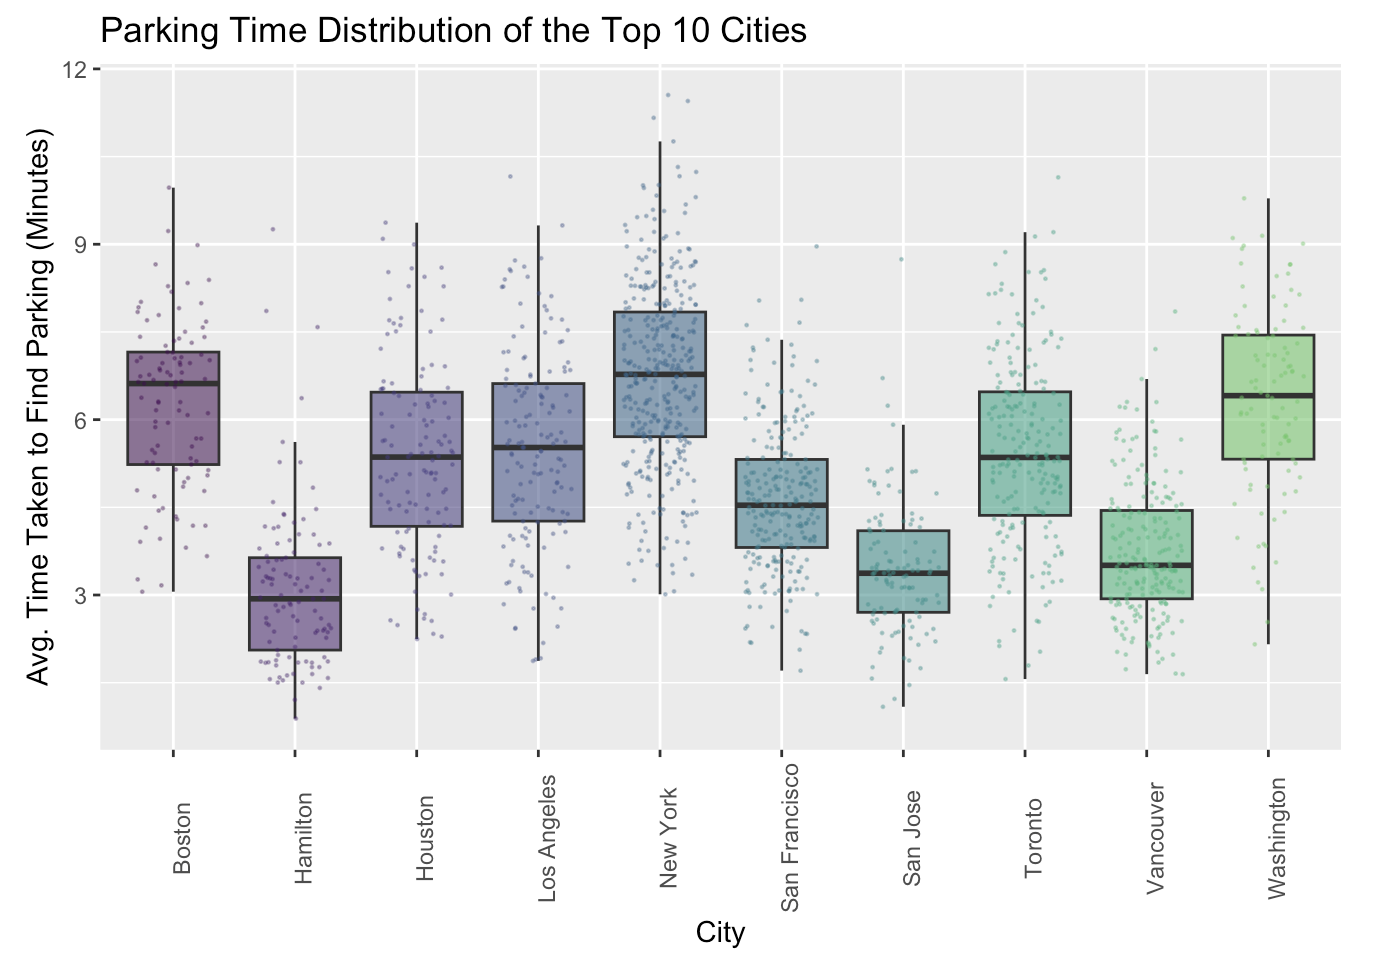 Parking Time Distribution of the Top 10 Cities
Avg. Time Taken to Find Parking (Minutes)
12
9
6
3
Boston
Hamilton
Houston
Los Angeles
New York
San Francisco
San Jose
Toronto
Vancouver
Washington
City